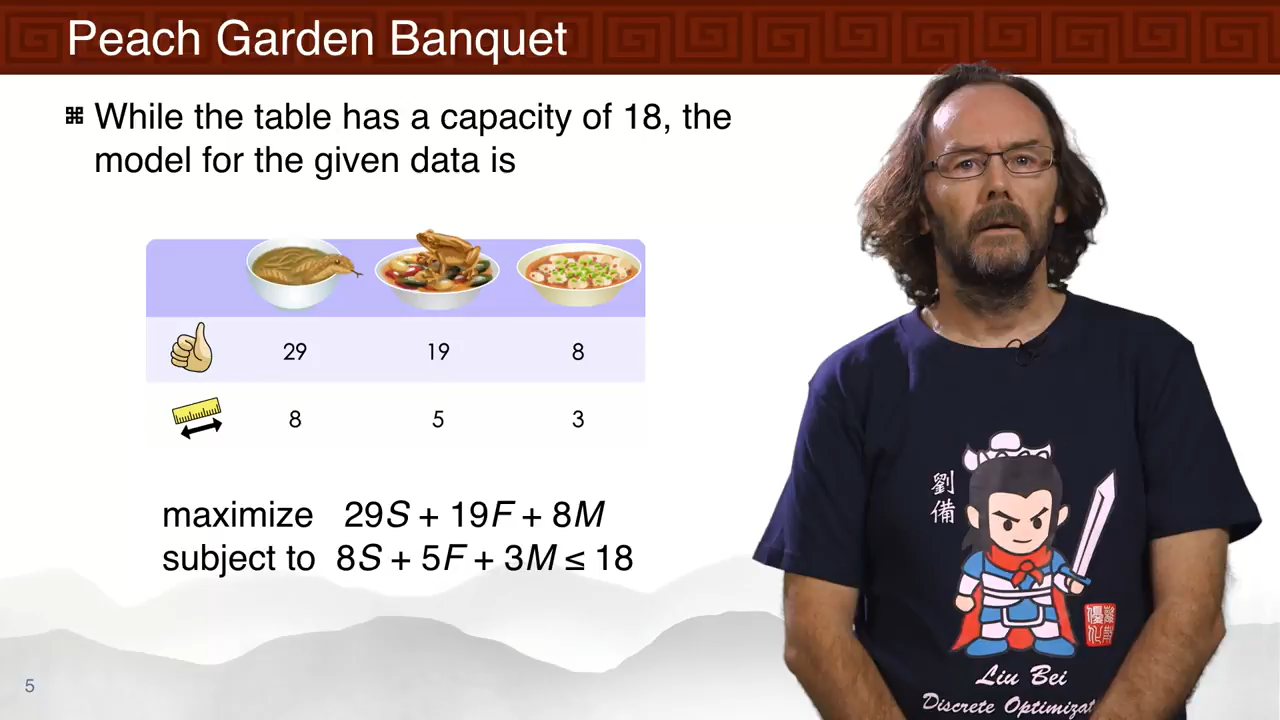 Peach Garden Banquet
⌘ While the table has a capacity of 18, the
model for the given data is
29 19 8
8 5 3
maximize 29S + 19F + 8M
subject to 8S + 5F + 3M ≤ 18
劉
備
Liu Bei
Discrete Optimizat
5